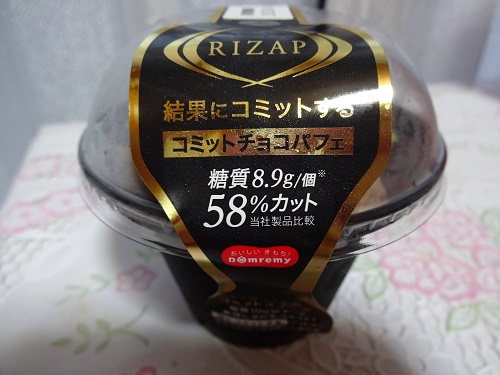 RIZAP
結果にコミットする
コミットチョコパフェ
糖質8.9g/個※
58%カット
当社製品比較
おいしいきもち!
Domremy